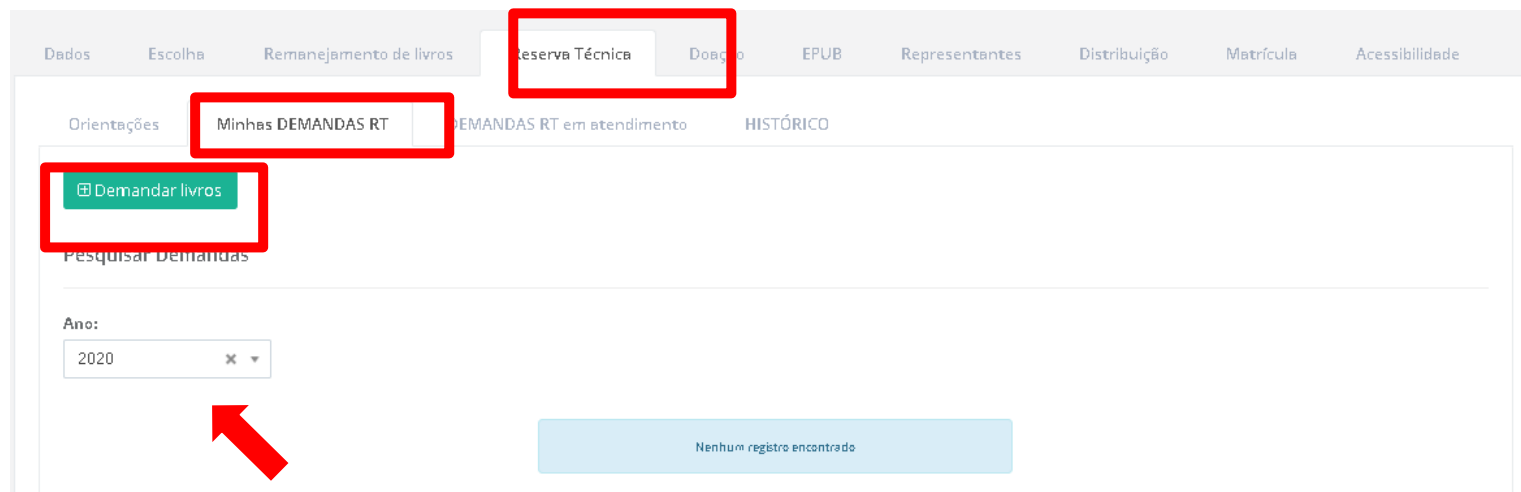 Dados Escolha Remanejamento de livros Reserva Técnica Doação EPUB Representantes Distribuição Matrícula Acessibilidade
Orientações Minhas DEMANDAS RT DEMANDAS RT em atendimento HISTÓRICO
Demandar livros
Pesquisar Demandas
Ano:
2020
Nenhum registro encontrado